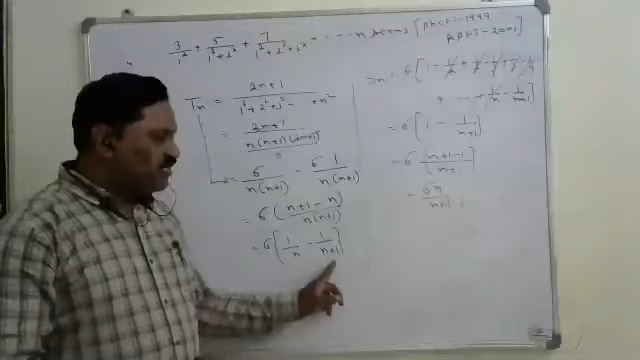 3/1² + 5/(1²+2²) + 7/(1²+2²+3²) + - - - - n terms [
2001]
Tn = (2n+1)/(1²+2²+3²- - +n²)
= (2n+1)/(n(n+1)(2n+1)/6)
= 6/(n(n+1)) = 6 1/(n(n+1))
= 6((n+1-n)/(n(n+1)))
= 6[1/n - 1/(n+1)]
Sn = 6[1 - 1/2 + 1/2 - 1/3 + 1/3 - 1/4
+ - - + 1/n - 1/(n+1)]
= 6[1 - 1/(n+1)]
= 6[(n+1-1)/(n+1)]
= 6n/(n+1)